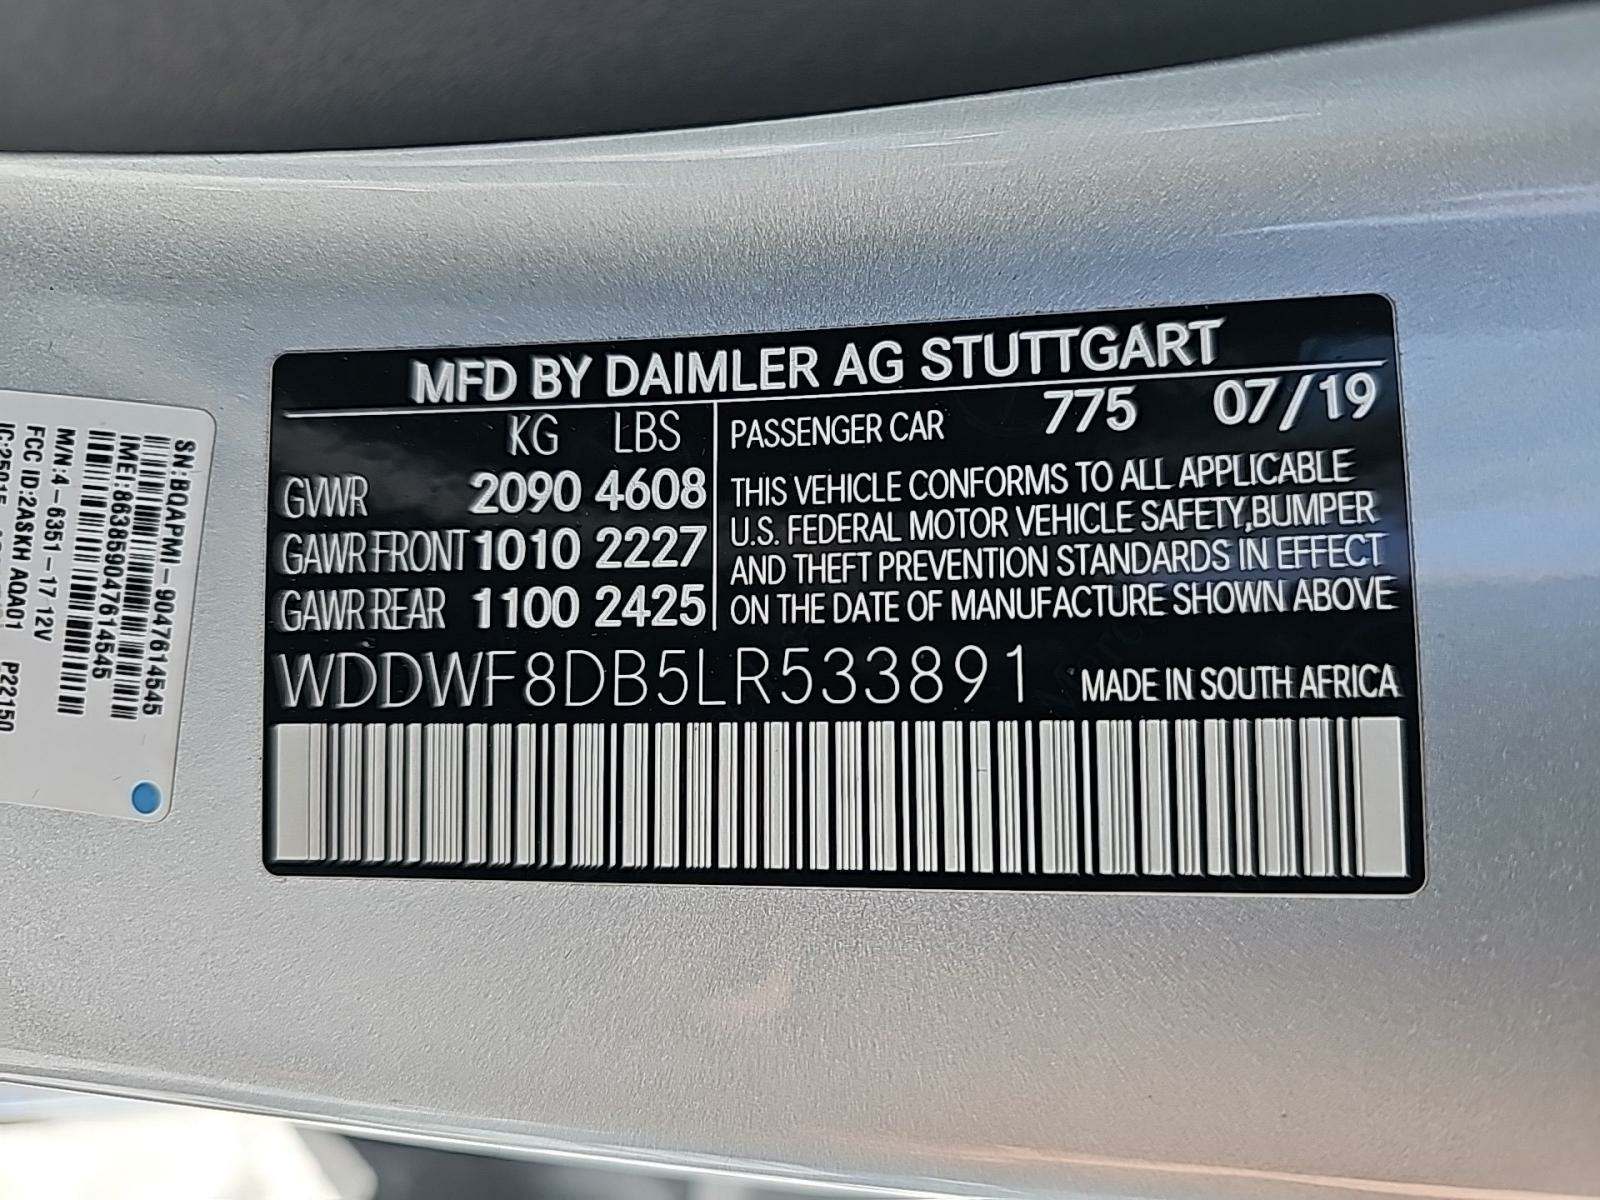 MFD BY DAIMLER AG STUTTGART
KG LBS
GVWR 2090 4608
GAWR FRONT 1010 2227
GAWR REAR 1100 2425
PASSENGER CAR 775 07/19
THIS VEHICLE CONFORMS TO ALL APPLICABLE
U.S. FEDERAL MOTOR VEHICLE SAFETY,BUMPER
AND THEFT PREVENTION STANDARDS IN EFFECT
ON THE DATE OF MANUFACTURE SHOWN ABOVE
WDDWF8DB5LR533891 MADE IN SOUTH AFRICA
SN:BQAPMI-9047614545
IMEI:863859047614545
M/N:4-6351-17 12V
FCC ID:2ASKH AQA01 P22150